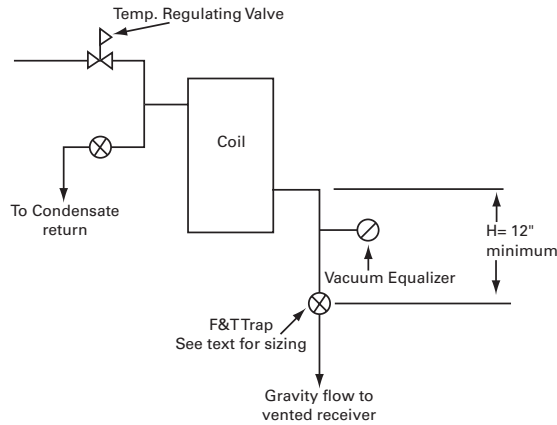 Temp. Regulating Valve
Coil
To Condensate
return
H= 12"
minimum
Vacuum Equalizer
F&T Trap
See text for sizing
Gravity flow to
vented receiver